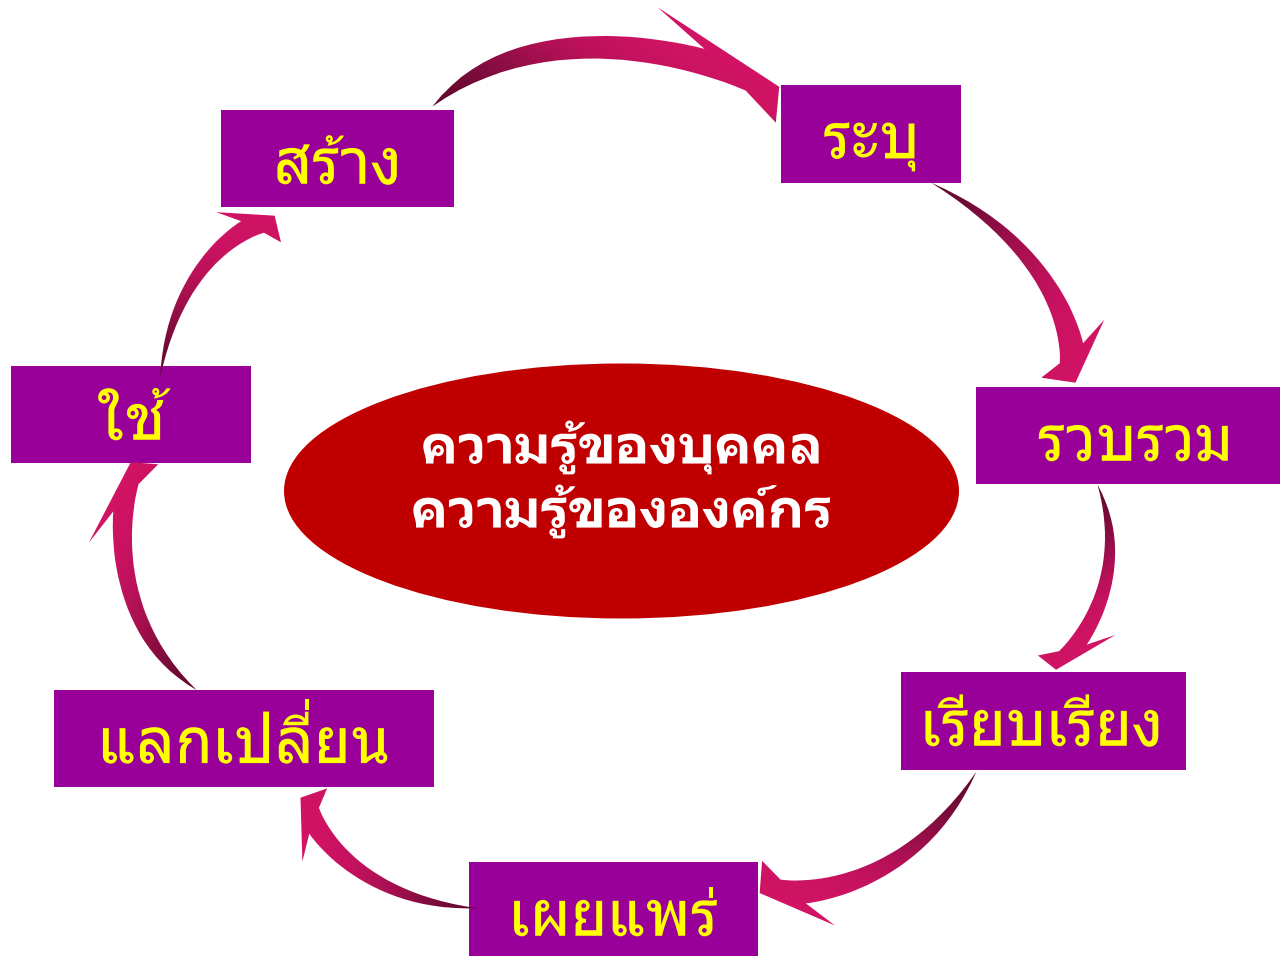 สร้าง
ระบุ
รวบรวม
เรียบเรียง
เผยแพร่
แลกเปลี่ยน
ใช้
ความรู้ของบุคคล
ความรู้ขององค์กร